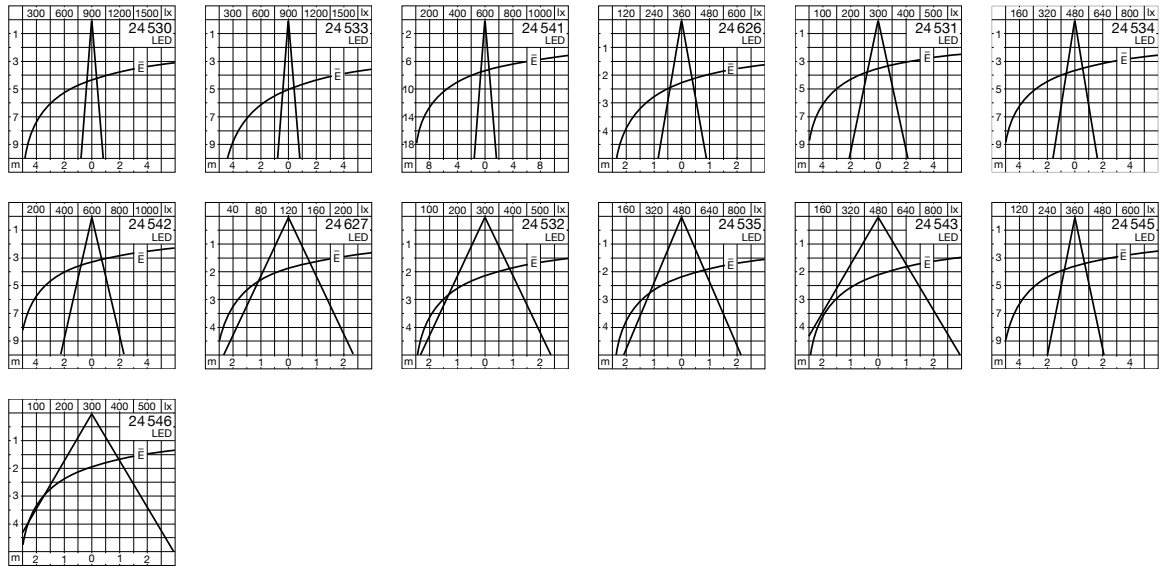 300 600 900 1200 1500 lx
24 530
LED
1
3
Ē
5
7
9
m 4 2 0 2 4
300 600 900 1200 1500 lx
24 533
LED
1
3
Ē
5
7
9
m 4 2 0 2 4
200 400 600 800 1000 lx
24 541
LED
2
6
Ē
10
14
18
m 8 4 0 4 8
120 240 360 480 600 lx
24 626
LED
1
Ē
2
3
4
m 2 1 0 1 2
100 200 300 400 500 lx
24 531
LED
1
3
Ē
5
7
9
m 4 2 0 2 4
160 320 480 640 800 lx
24 534
LED
1
3
Ē
5
7
9
m 4 2 0 2 4
200 400 600 800 1000 lx
24 542
LED
1
3
Ē
5
7
9
m 4 2 0 2 4
40 80 120 160 200 lx
24 627
LED
1
Ē
2
3
4
m 2 1 0 1 2
100 200 300 400 500 lx
24 532
LED
1
Ē
2
3
4
m 2 1 0 1 2
160 320 480 640 800 lx
24 535
LED
1
Ē
2
3
4
m 2 1 0 1 2
160 320 480 640 800 lx
24 543
LED
1
Ē
2
3
4
m 2 1 0 1 2
120 240 360 480 600 lx
24 545
LED
1
3
Ē
5
7
9
m 4 2 0 2 4
100 200 300 400 500 lx
24 546
LED
1
Ē
2
3
4
m 2 1 0 1 2